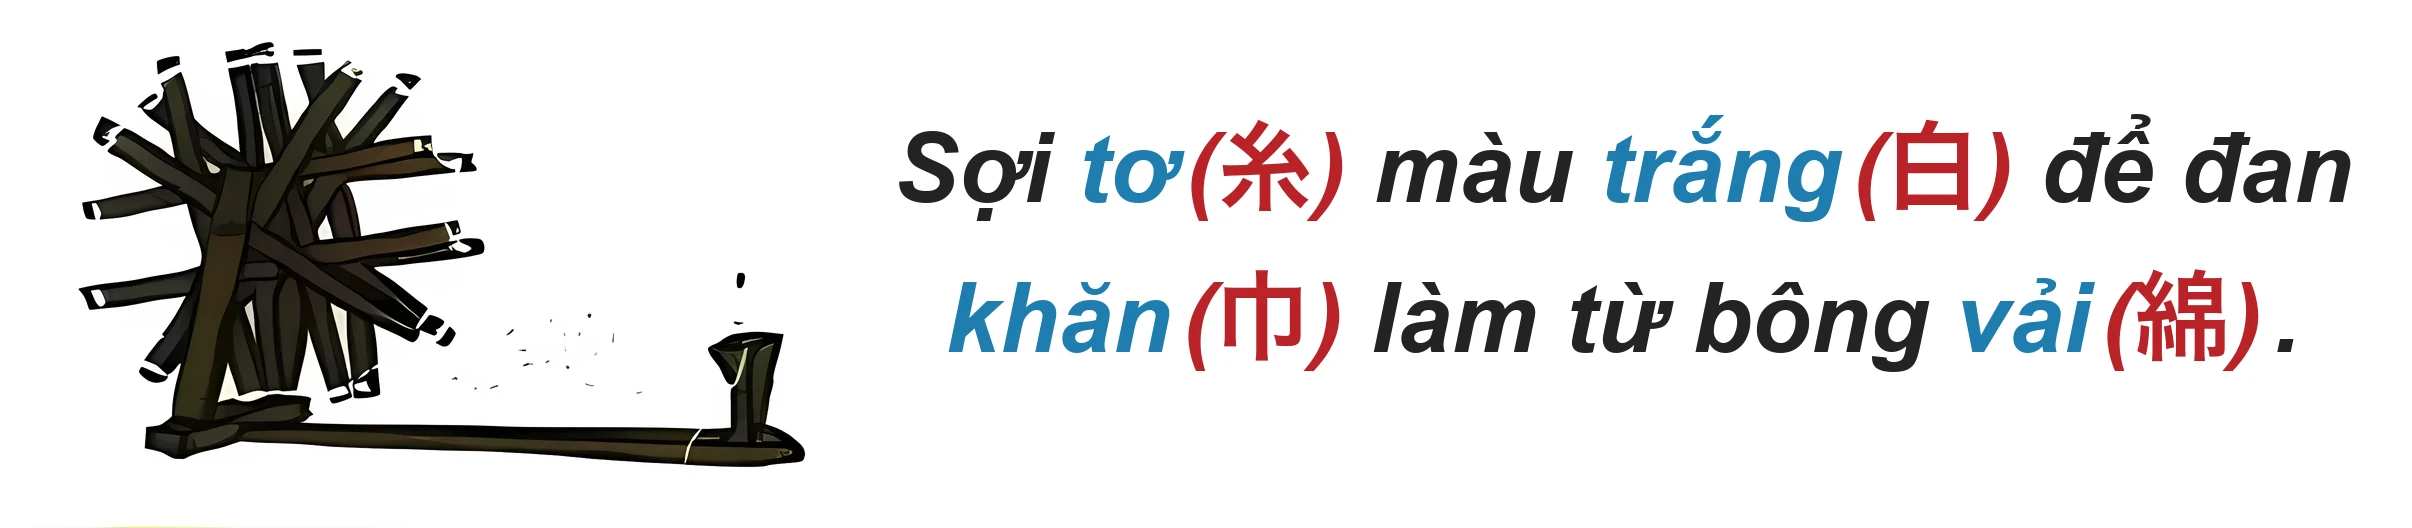 Sợi tơ(糸) màu trắng(白) để đan
khăn(巾) làm từ bông vải(綿).